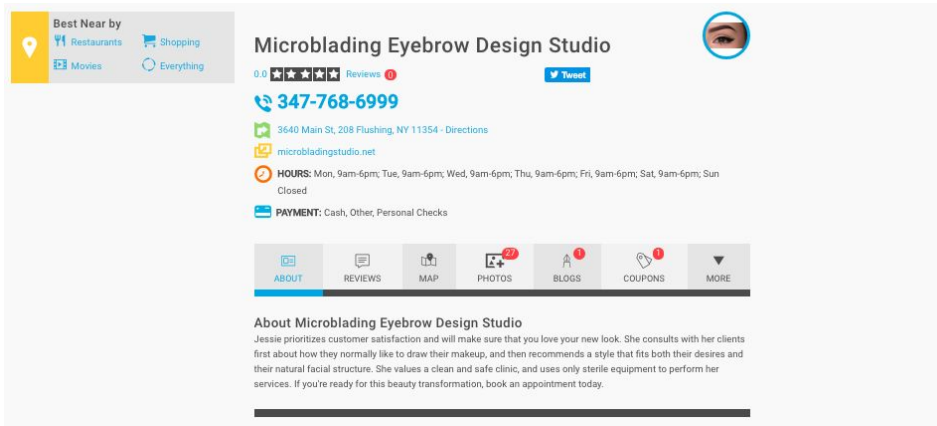 Best Near by
Restaurants
Shopping
Movies
Everything
Microblading Eyebrow Design Studio
0.0 Reviews 0
Tweet
347-768-6999
3640 Main St, 208 Flushing, NY 11354 - Directions
microbladingstudio.net
HOURS: Mon, 9am-6pm; Tue, 9am-6pm; Wed, 9am-6pm; Thu, 9am-6pm; Fri, 9am-6pm; Sat, 9am-6pm; Sun
Closed
PAYMENT: Cash, Other, Personal Checks
27
1
1
ABOUT
REVIEWS
MAP
PHOTOS
BLOGS
COUPONS
MORE
About Microblading Eyebrow Design Studio
Jessie prioritizes customer satisfaction and will make sure that you love your new look. She consults with her clients
first about how they normally like to draw their makeup, and then recommends a style that fits both their desires and
their natural facial structure. She values a clean and safe clinic, and uses only sterile equipment to perform her
services. If you're ready for this beauty transformation, book an appointment today.